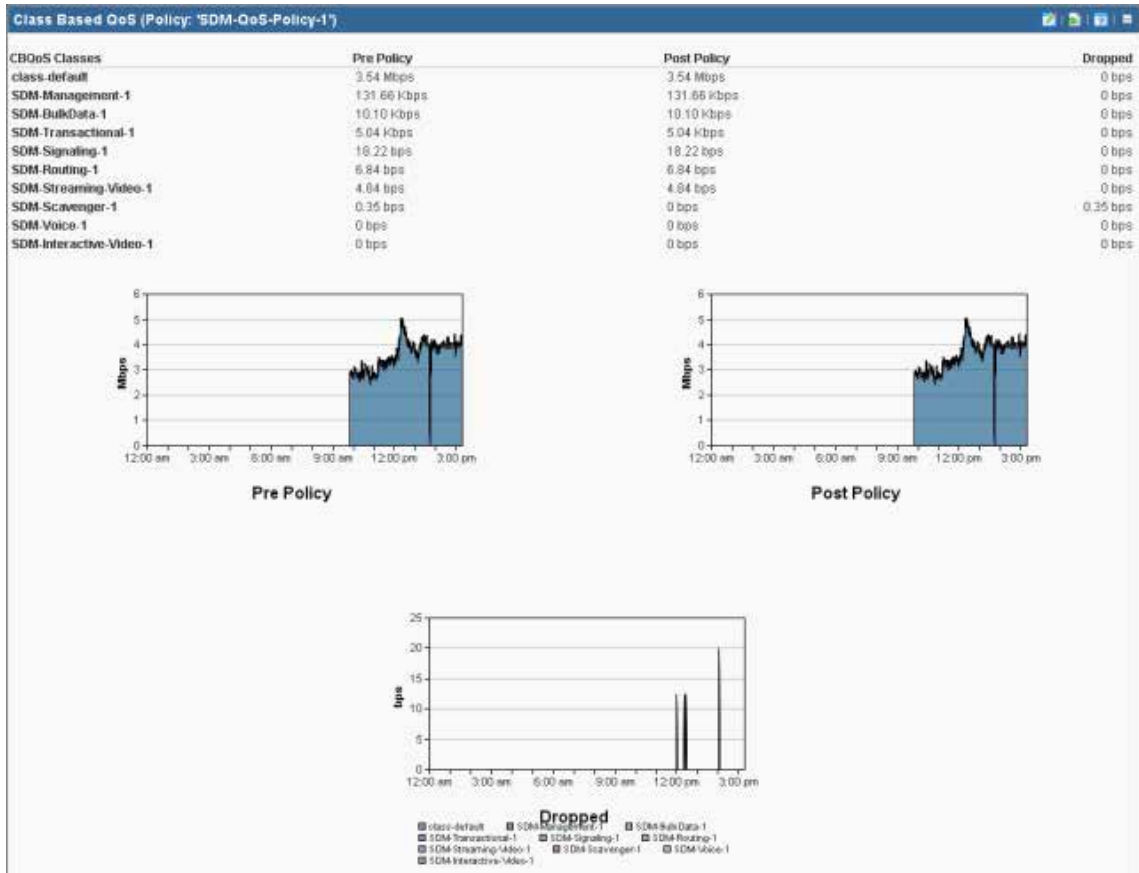 Class Based QoS (Policy: 'SDM-QoS-Policy-1')
CBQoS Classes Pre Policy Post Policy Dropped
class-default 3.54 Mbps 3.54 Mbps 0 bps
SDM-Management-1 131.66 Kbps 131.66 Kbps 0 bps
SDM-BulkData-1 10.10 Kbps 10.10 Kbps 0 bps
SDM-Transactional-1 5.04 Kbps 5.04 Kbps 0 bps
SDM-Signaling-1 18.22 bps 18.22 bps 0 bps
SDM-Routing-1 6.84 bps 6.84 bps 0 bps
SDM-Streaming-Video-1 4.84 bps 4.84 bps 0 bps
SDM-Scavenger-1 0.35 bps 0 bps 0.35 bps
SDM-Voice-1 0 bps 0 bps 0 bps
SDM-Interactive-Video-1 0 bps 0 bps 0 bps
6
5
4
3
2
1
0
Mbps
12:00 am 3:00 am 6:00 am 9:00 am 12:00 pm 3:00 pm
Pre Policy
6
5
4
3
2
1
0
Mbps
12:00 am 3:00 am 6:00 am 9:00 am 12:00 pm 3:00 pm
Post Policy
25
20
15
10
5
0
bps
12:00 am 3:00 am 6:00 am 9:00 am 12:00 pm 3:00 pm
Dropped
class-default SDM-Management-1 SDM-BulkData-1
SDM-Transactional-1 SDM-Signaling-1 SDM-Routing-1
SDM-Streaming-Video-1 SDM-Scavenger-1 SDM-Voice-1
SDM-Interactive-Video-1